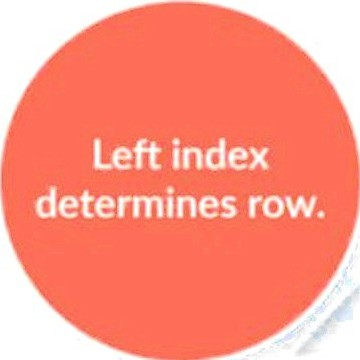 Left index
determines row.